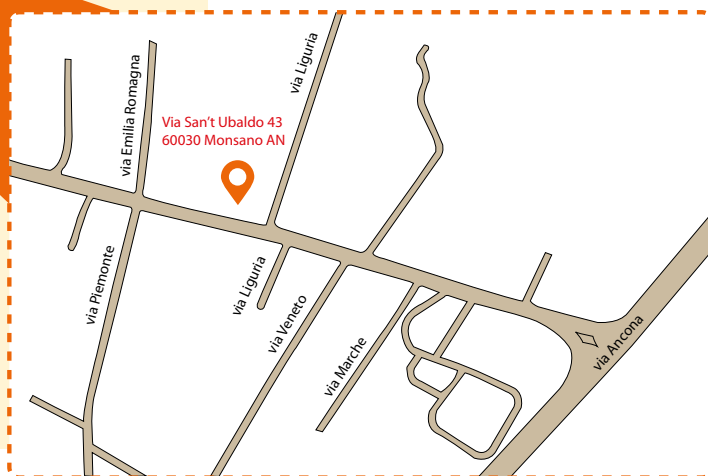 via Liguria
via Emilia Romagna
Via San't Ubaldo 43
60030 Monsano AN
via Piemonte
via Liguria
via Veneto
via Marche
via Ancona